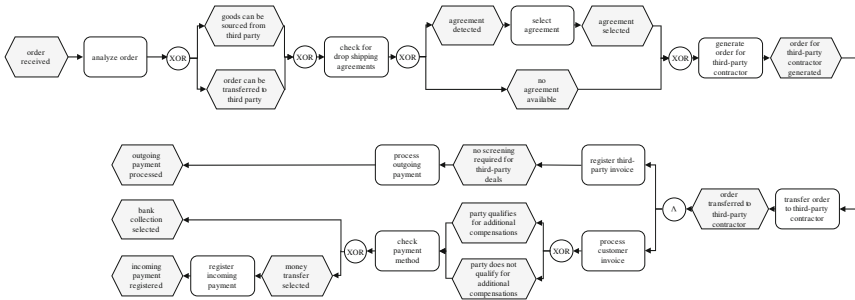 order
received
analyze order
XOR
goods can be
sourced from
third party
order can be
transferred to
third party
XOR
check for
drop shipping
agreements
XOR
agreement
detected
select
agreement
agreement
selected
no
agreement
available
XOR
generate
order for
third-party
contractor
order for
third-party
contractor
generated
outgoing
payment
processed
process
outgoing
payment
no screening
required for
third-party
deals
register third-
party invoice
bank
collection
selected
incoming
payment
registered
register
incoming
payment
money
transfer
selected
XOR
check
payment
method
party qualifies
for additional
compensations
party does not
qualify for
additional
compensations
XOR
process
customer
invoice
Λ
order
transferred to
third-party
contractor
transfer order
to third-party
contractor